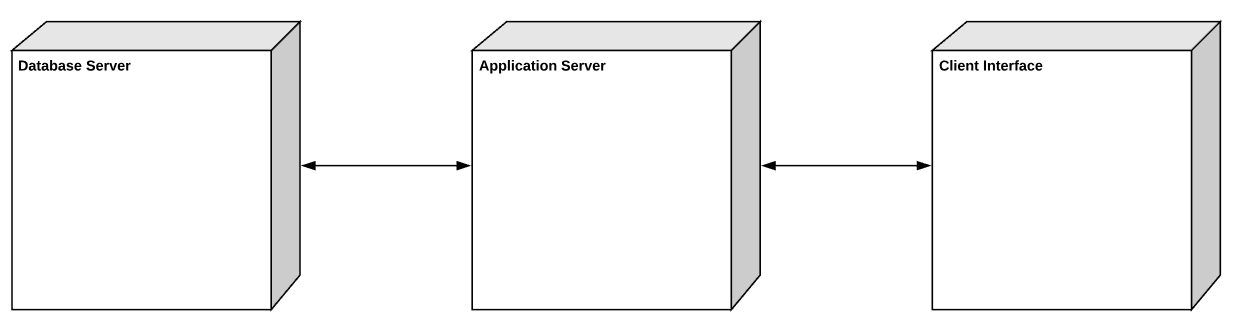 Database Server
Application Server
Client Interface